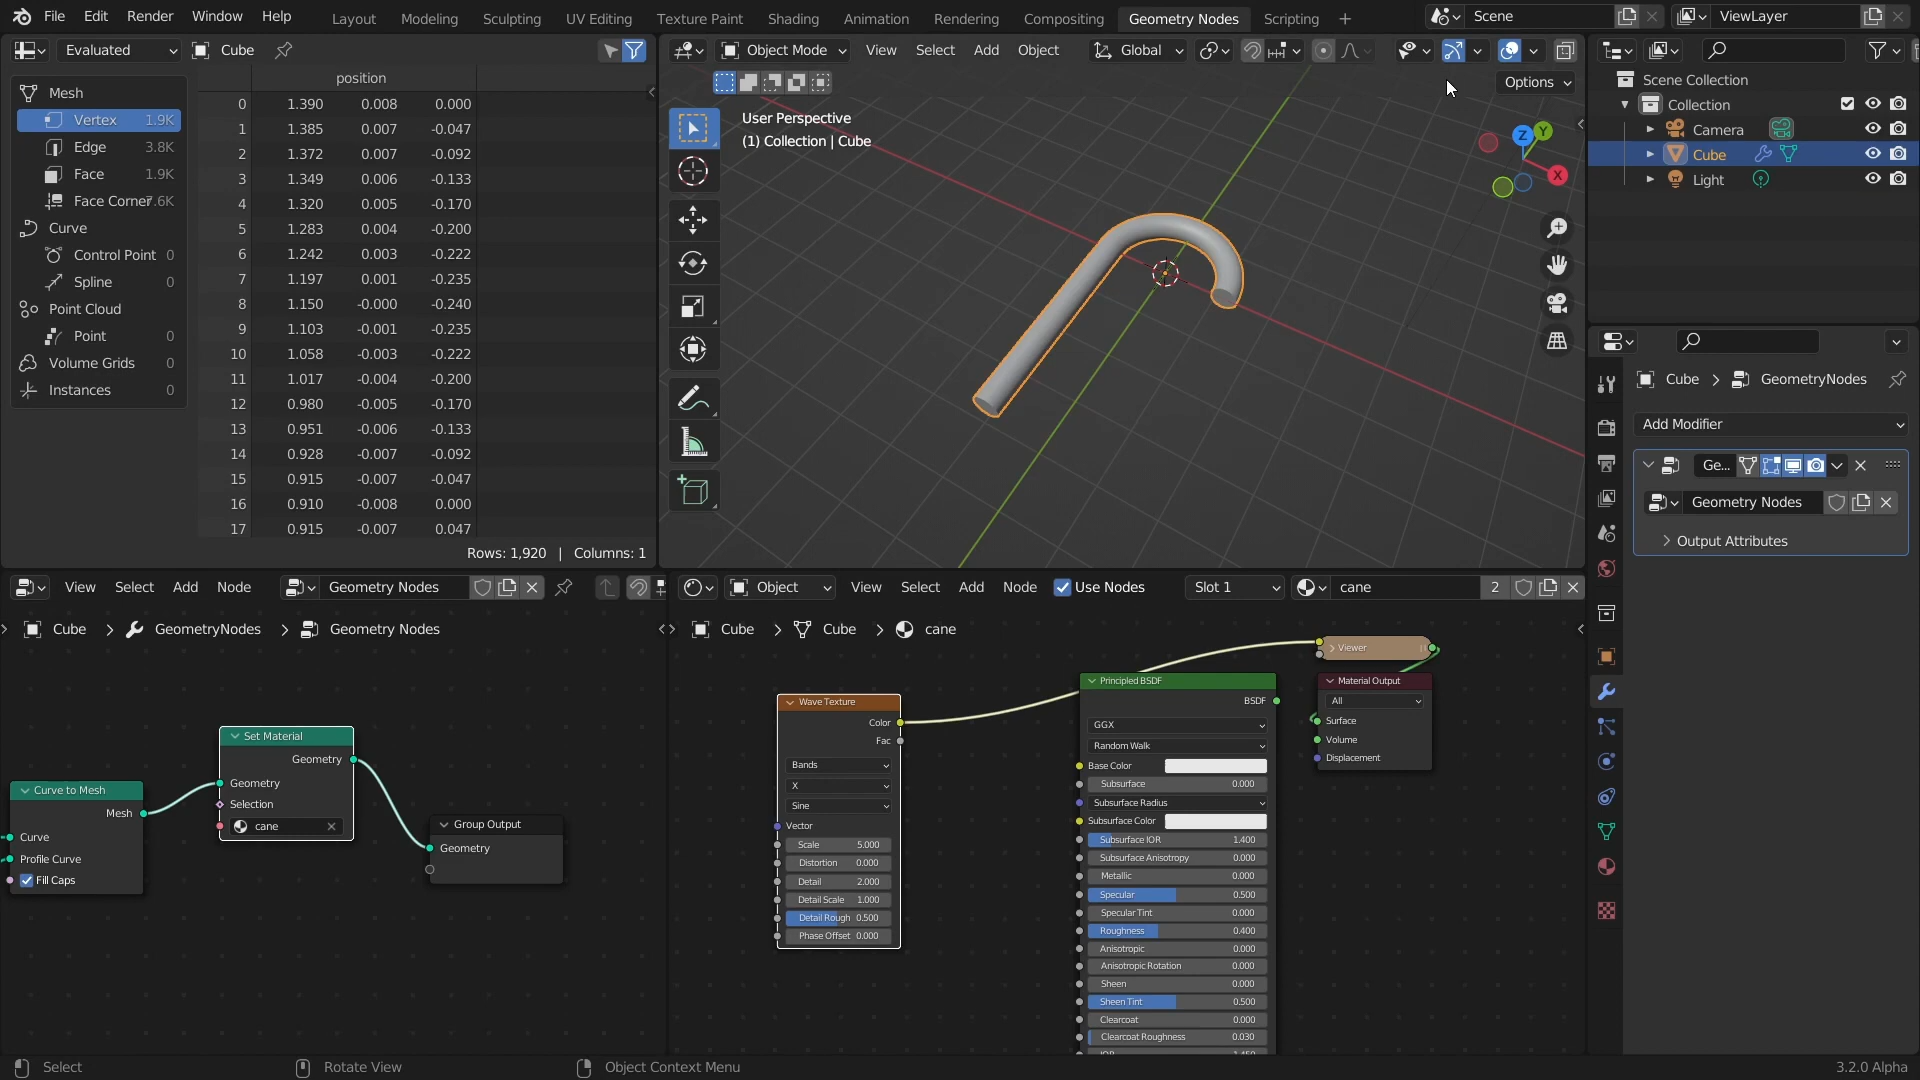 File Edit Render Window Help Layout Modeling Sculpting UV Editing Texture Paint Shading Animation Rendering Compositing Geometry Nodes Scripting + Scene ViewLayer
Evaluated Cube
position
Mesh
Vertex 1.9K
Edge 3.8K
Face 1.9K
Face Corner 7.6K
Curve
Control Point 0
Spline 0
Point Cloud
Point 0
Volume Grids 0
Instances 0
0 1.390 0.008 0.000
1 1.385 0.007 -0.047
2 1.372 0.007 -0.092
3 1.349 0.006 -0.133
4 1.320 0.005 -0.170
5 1.283 0.004 -0.200
6 1.242 0.003 -0.222
7 1.197 0.001 -0.235
8 1.150 -0.000 -0.240
9 1.103 -0.001 -0.235
10 1.058 -0.003 -0.222
11 1.017 -0.004 -0.200
12 0.980 -0.005 -0.170
13 0.951 -0.006 -0.133
14 0.928 -0.007 -0.092
15 0.915 -0.007 -0.047
16 0.910 -0.008 0.000
17 0.915 -0.007 0.047
Rows: 1,920 | Columns: 1
Object Mode View Select Add Object Global
Options
User Perspective
(1) Collection | Cube
Z Y
X
Scene Collection
Collection
Camera
Cube
Light
Cube > GeometryNodes
Add Modifier
Ge...
Geometry Nodes
> Output Attributes
View Select Add Node Geometry Nodes
Cube > GeometryNodes > Geometry Nodes
Curve to Mesh
Mesh
Curve
Profile Curve
Fill Caps
Set Material
Geometry
Geometry
Selection
cane
Group Output
Geometry
Object View Select Add Node Use Nodes Slot 1 cane 2
Cube > Cube > cane
Wave Texture
Color
Fac
Bands
X
Sine
Vector
Scale 5.000
Distortion 0.000
Detail 2.000
Detail Scale 1.000
Detail Rough 0.500
Phase Offset 0.000
Principled BSDF
BSDF
GGX
Random Walk
Base Color
Subsurface 0.000
Subsurface Radius
Subsurface Color
Subsurface IOR 1.400
Subsurface Anisotropy 0.000
Metallic 0.000
Specular 0.500
Specular Tint 0.000
Roughness 0.400
Anisotropic 0.000
Anisotropic Rotation 0.000
Sheen 0.000
Sheen Tint 0.500
Clearcoat 0.000
Clearcoat Roughness 0.030
Viewer
Material Output
All
Surface
Volume
Displacement
Select Rotate View Object Context Menu 3.2.0 Alpha